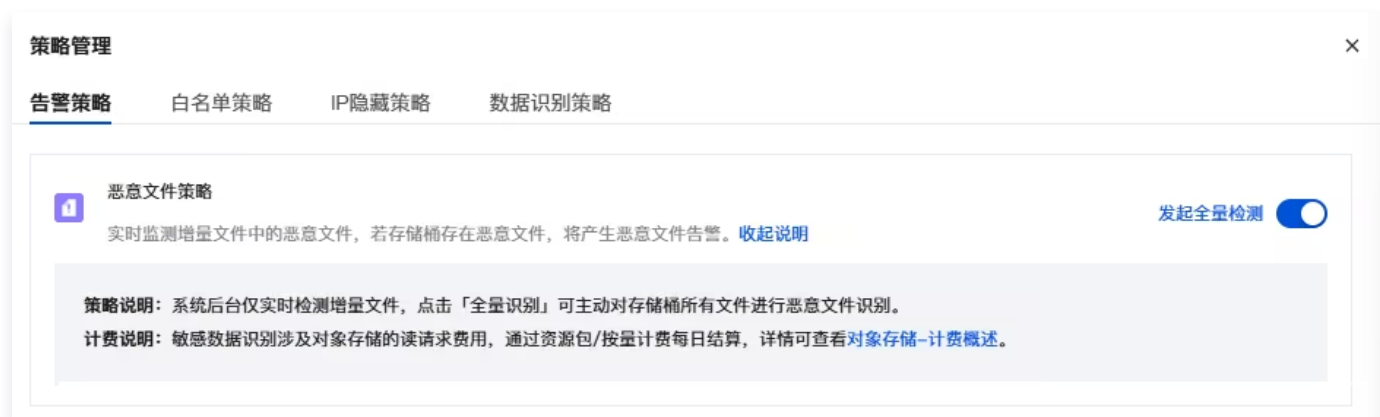 策略管理
告警策略 白名单策略 IP隐藏策略 数据识别策略
恶意文件策略
发起全量检测
实时监测增量文件中的恶意文件，若存储桶存在恶意文件，将产生恶意文件告警。收起说明
策略说明：系统后台仅实时检测增量文件，点击「全量识别」可主动对存储桶所有文件进行恶意文件识别。
计费说明：敏感数据识别涉及对象存储的读请求费用，通过资源包/按量计费每日结算，详情可查看对象存储-计费概述。